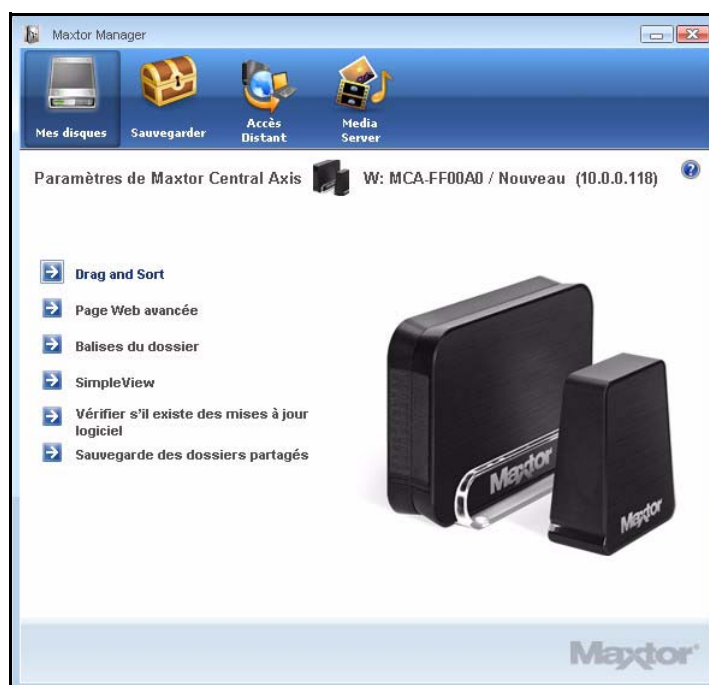 Maxtor Manager
Mes disques
Sauvegarder
Accès
Distant
Media
Server
Paramètres de Maxtor Central Axis W: MCA-FF00A0 / Nouveau (10.0.0.118) ?
Drag and Sort
Page Web avancée
Balises du dossier
SimpleView
Vérifier s'il existe des mises à jour
logiciel
Sauvegarde des dossiers partagés
Maxtor
Maxtor
Maxtor